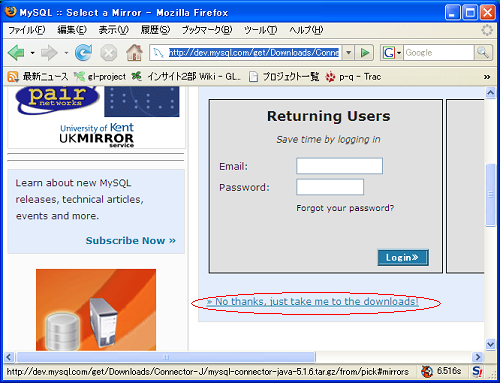 MySQL :: Select a Mirror - Mozilla Firefox
ファイル(F) 編集(E) 表示(V) 履歴(S) ブックマーク(B) ツール(T) ヘルプ(H)
http://dev.mysql.com/get/Downloads/Conne
Google
最新ニュース gl-project インサイト2部 Wiki - GL... プロジェクト一覧 p-q - Trac
pair
networks
University of Kent
UKMIRROR
service
Learn about new MySQL
releases, technical articles,
events and more.
Subscribe Now »
Returning Users
Save time by logging in
Email:
Password:
Forgot your password?
Login»
» No thanks, just take me to the downloads!
http://dev.mysql.com/get/Downloads/Connector-J/mysql-connector-java-5.1.6.tar.gz/from/pick#mirrors
6.516s